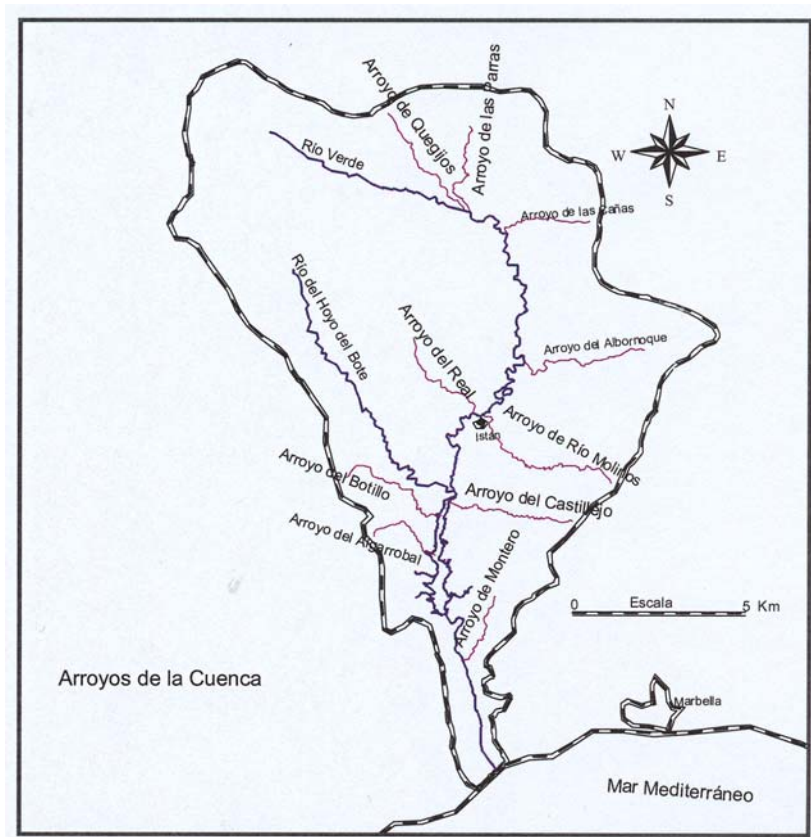 Arroyo de Quegijos
Arroyo de las Parras
N
W
E
S
Río Verde
Arroyo de las Cañas
Río del Hoyo del Bote
Arroyo del Real
Arroyo del Albornoque
Istán
Arroyo de Río Molinos
Arroyo del Botillo
Arroyo del Castillejo
Arroyo del Algarrobal
Arroyo de Montero
Escala
0
5 Km
Arroyos de la Cuenca
Marbella
Mar Mediterráneo